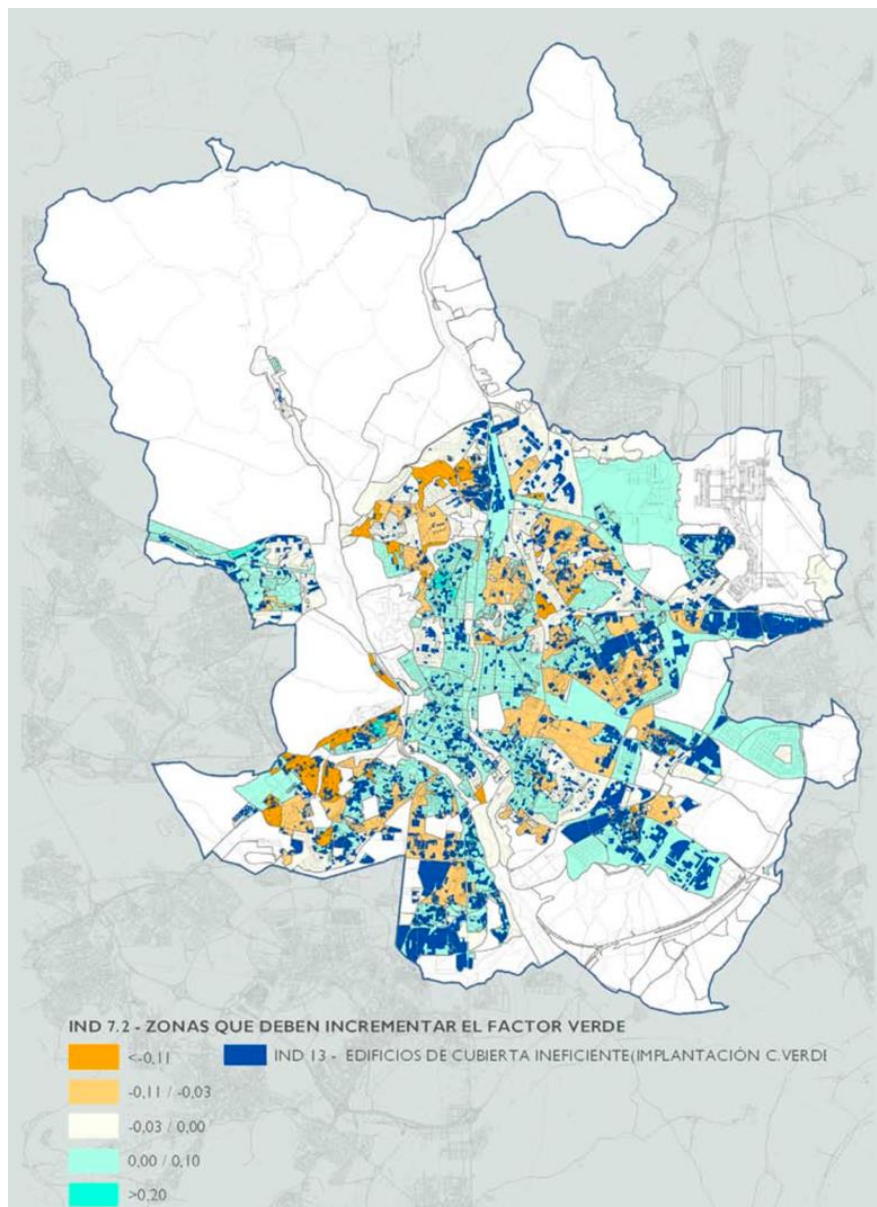 IND 7.2 - ZONAS QUE DEBEN INCREMENTAR EL FACTOR VERDE
<-0,11
IND 13 - EDIFICIOS DE CUBIERTA INEFICIENTE(IMPLANTACIÓN C.VERDE
-0,11 / -0,03
-0,03 / 0,00
0,00 / 0,10
>0,20